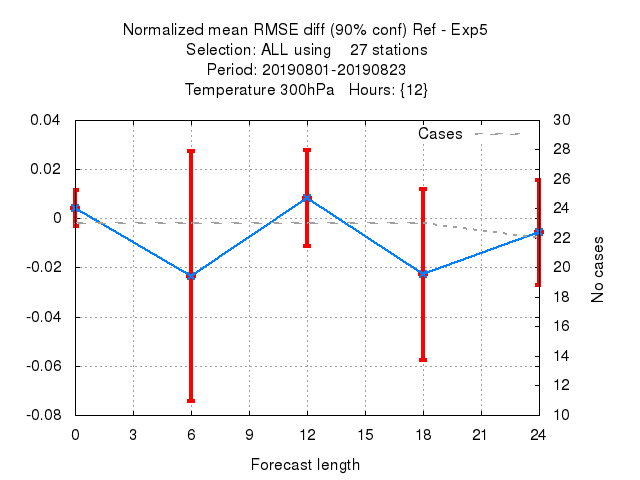 Normalized mean RMSE diff (90% conf) Ref - Exp5
Selection: ALL using 27 stations
Period: 20190801-20190823
Temperature 300hPa Hours: {12}
Cases
0.04
0.02
0
-0.02
-0.04
-0.06
-0.08
30
28
26
24
22
20
18
16
14
12
10
No cases
0 3 6 9 12 15 18 21 24
Forecast length